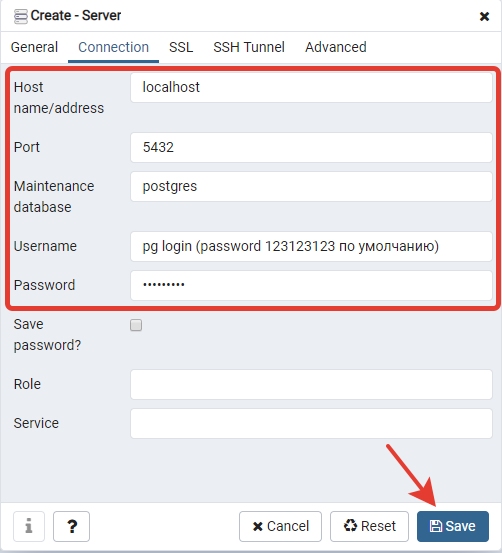 Create - Server
General Connection SSL SSH Tunnel Advanced
Host
name/address
localhost
Port
5432
Maintenance
database
postgres
Username
pg login (password 123123123 по умолчанию)
Password
•••••••••
Save
password?
Role
Service
i ? Cancel Reset Save